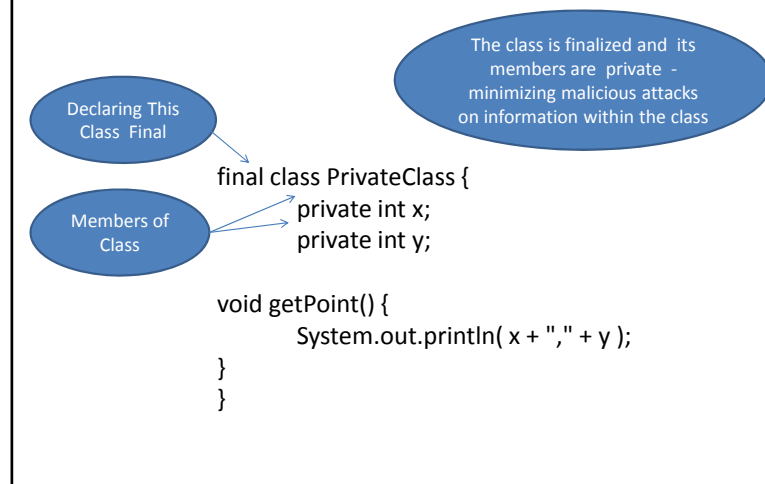 The class is finalized and its
members are private -
minimizing malicious attacks
on information within the class
Declaring This
Class Final
final class PrivateClass {
Members of
Class
private int x;
private int y;
void getPoint() {
System.out.println( x + "," + y );
}
}